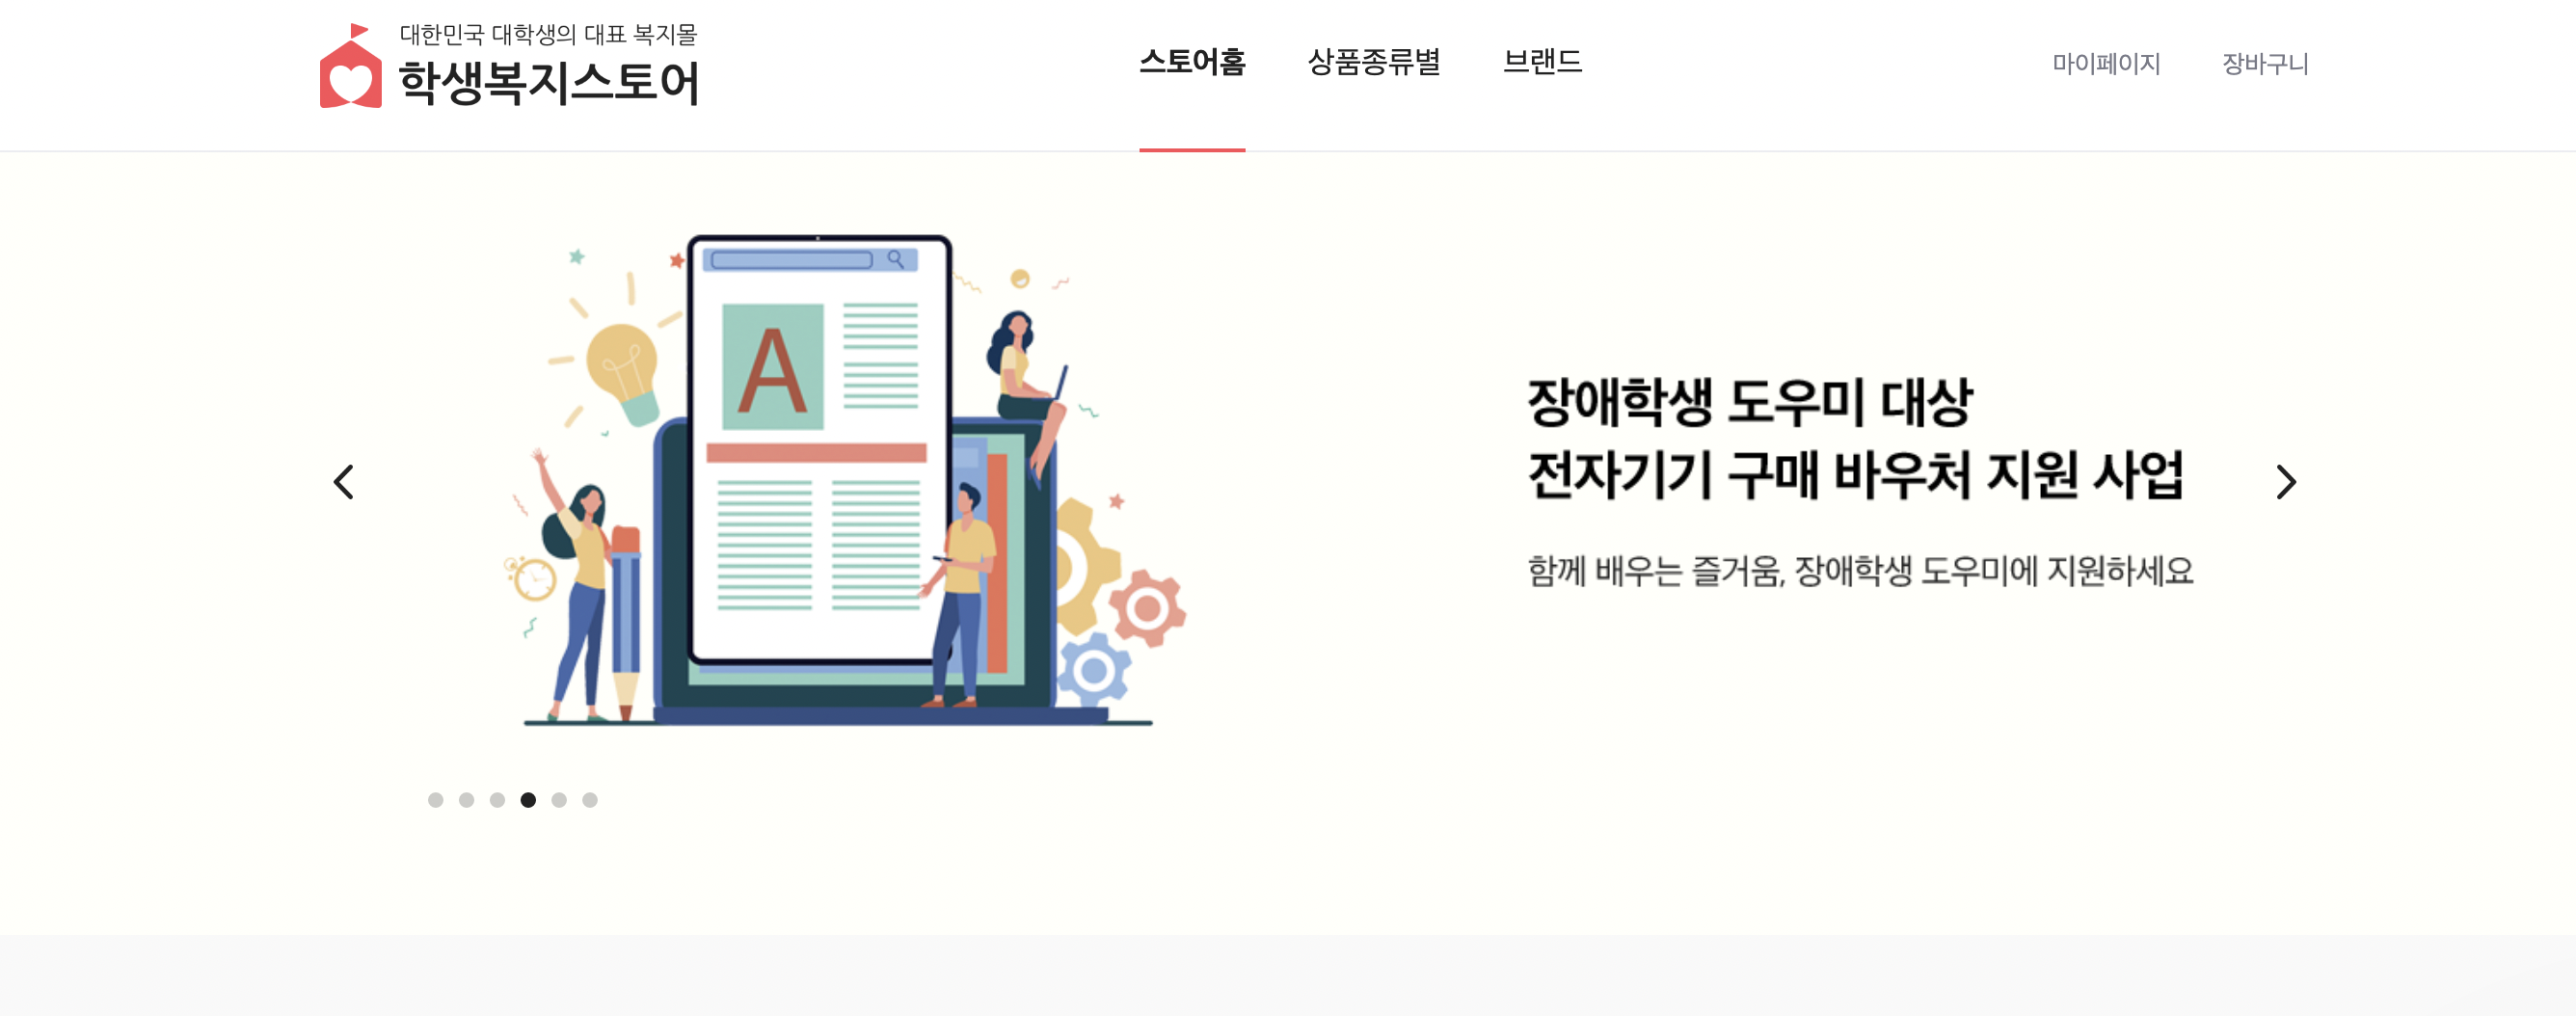 대한민국 대학생의 대표 복지몰
학생복지스토어
스토어홈
상품종류별
브랜드
마이페이지
장바구니
A
장애학생 도우미 대상
전자기기 구매 바우처 지원 사업
함께 배우는 즐거움, 장애학생 도우미에 지원하세요